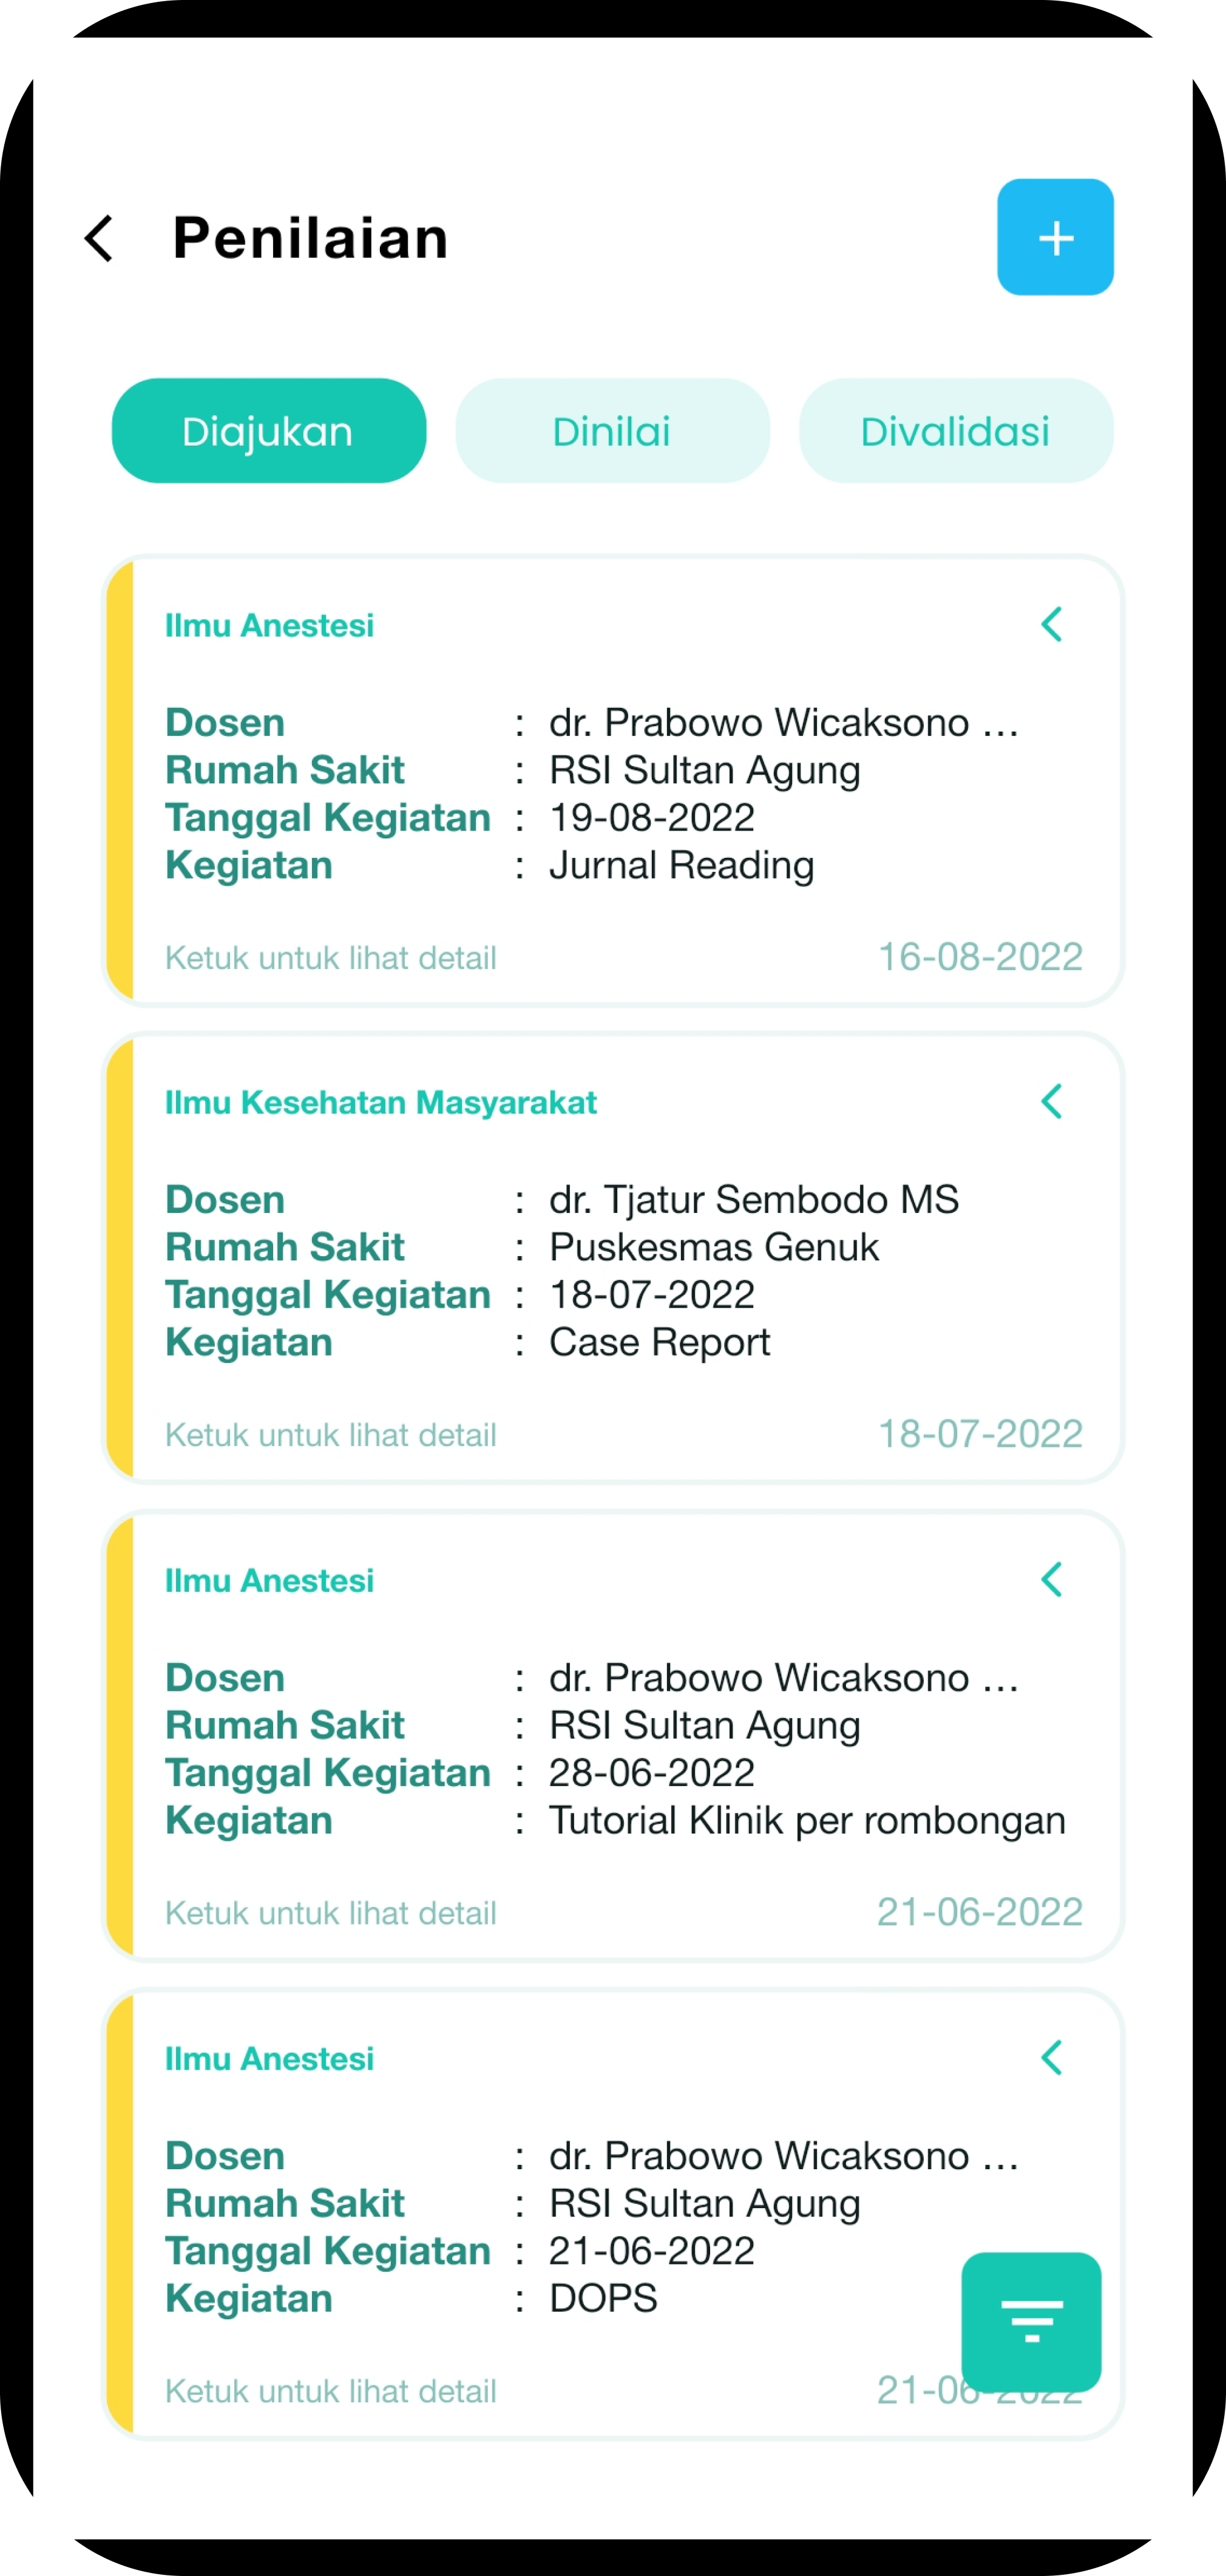 Penilaian
Diajukan Dinilai Divalidasi
Ilmu Anestesi
Dosen : dr. Prabowo Wicaksono ...
Rumah Sakit : RSI Sultan Agung
Tanggal Kegiatan : 19-08-2022
Kegiatan : Jurnal Reading
Ketuk untuk lihat detail 16-08-2022
Ilmu Kesehatan Masyarakat
Dosen : dr. Tjatur Sembodo MS
Rumah Sakit : Puskesmas Genuk
Tanggal Kegiatan : 18-07-2022
Kegiatan : Case Report
Ketuk untuk lihat detail 18-07-2022
Ilmu Anestesi
Dosen : dr. Prabowo Wicaksono ...
Rumah Sakit : RSI Sultan Agung
Tanggal Kegiatan : 28-06-2022
Kegiatan : Tutorial Klinik per rombongan
Ketuk untuk lihat detail 21-06-2022
Ilmu Anestesi
Dosen : dr. Prabowo Wicaksono ...
Rumah Sakit : RSI Sultan Agung
Tanggal Kegiatan : 21-06-2022
Kegiatan : DOPS
Ketuk untuk lihat detail 21-06-2022